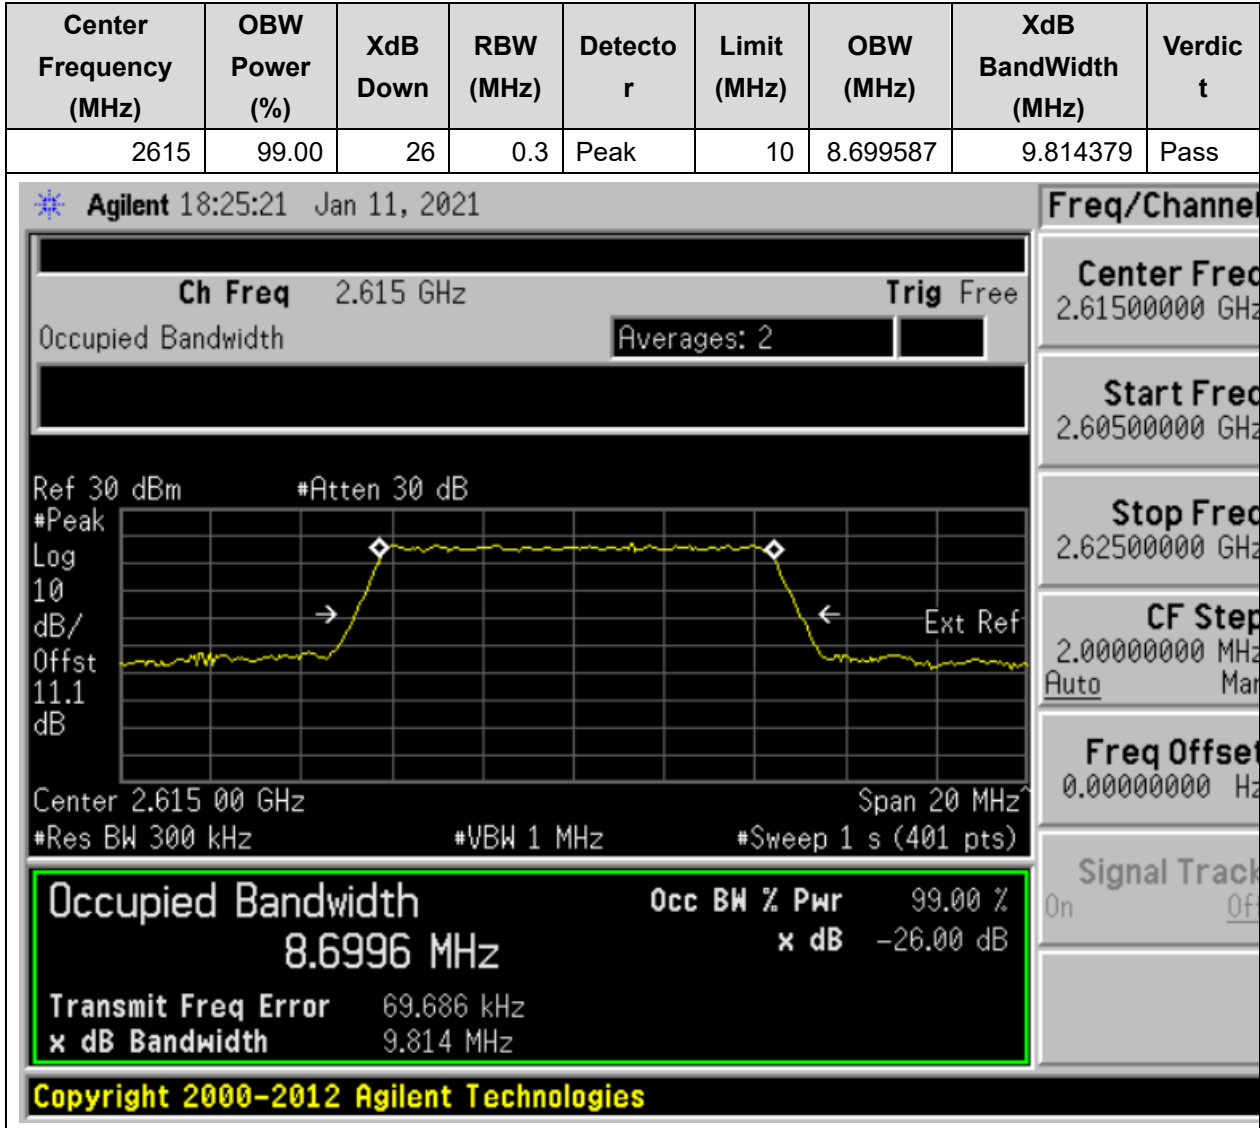 Center Frequency (MHz) OBW Power (%) XdB Down RBW (MHz) Detector Limit (MHz) OBW (MHz) XdB BandWidth (MHz) Verdict
2615 99.00 26 0.3 Peak 10 8.699587 9.814379 Pass
Agilent 18:25:21 Jan 11, 2021
Freq/Channel
Ch Freq 2.615 GHz Trig Free
Occupied Bandwidth Averages: 2
Center Freq
2.61500000 GHz
Start Freq
2.60500000 GHz
Stop Freq
2.62500000 GHz
CF Step
2.00000000 MHz
Auto Man
Freq Offset
0.00000000 Hz
Signal Track
On Off
Ref 30 dBm #Atten 30 dB
#Peak
Log
10
dB/
Offst
11.1
dB
Ext Ref
Center 2.615 00 GHz Span 20 MHz^
#Res BW 300 kHz #VBW 1 MHz #Sweep 1 s (401 pts)
Occupied Bandwidth
8.6996 MHz
Occ BW % Pwr 99.00 %
x dB -26.00 dB
Transmit Freq Error 69.686 kHz
x dB Bandwidth 9.814 MHz
Copyright 2000-2012 Agilent Technologies